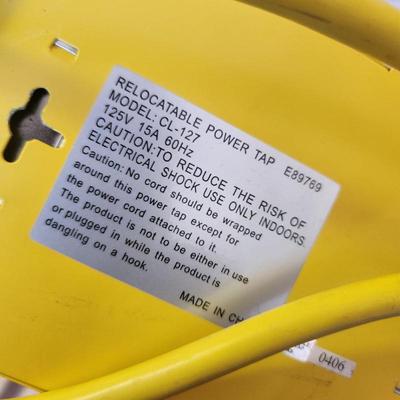 RELOCATABLE POWER TAP E89769
MODEL: CL-127
125V 15A 60Hz
CAUTION:TO REDUCE THE RISK OF
ELECTRICAL SHOCK USE ONLY INDOORS.
Caution: No cord should be wrapped
around this power tap except for
the power cord attached to it.
The product is not to be either in use
or plugged in while the product is
dangling on a hook.
MADE IN
0406